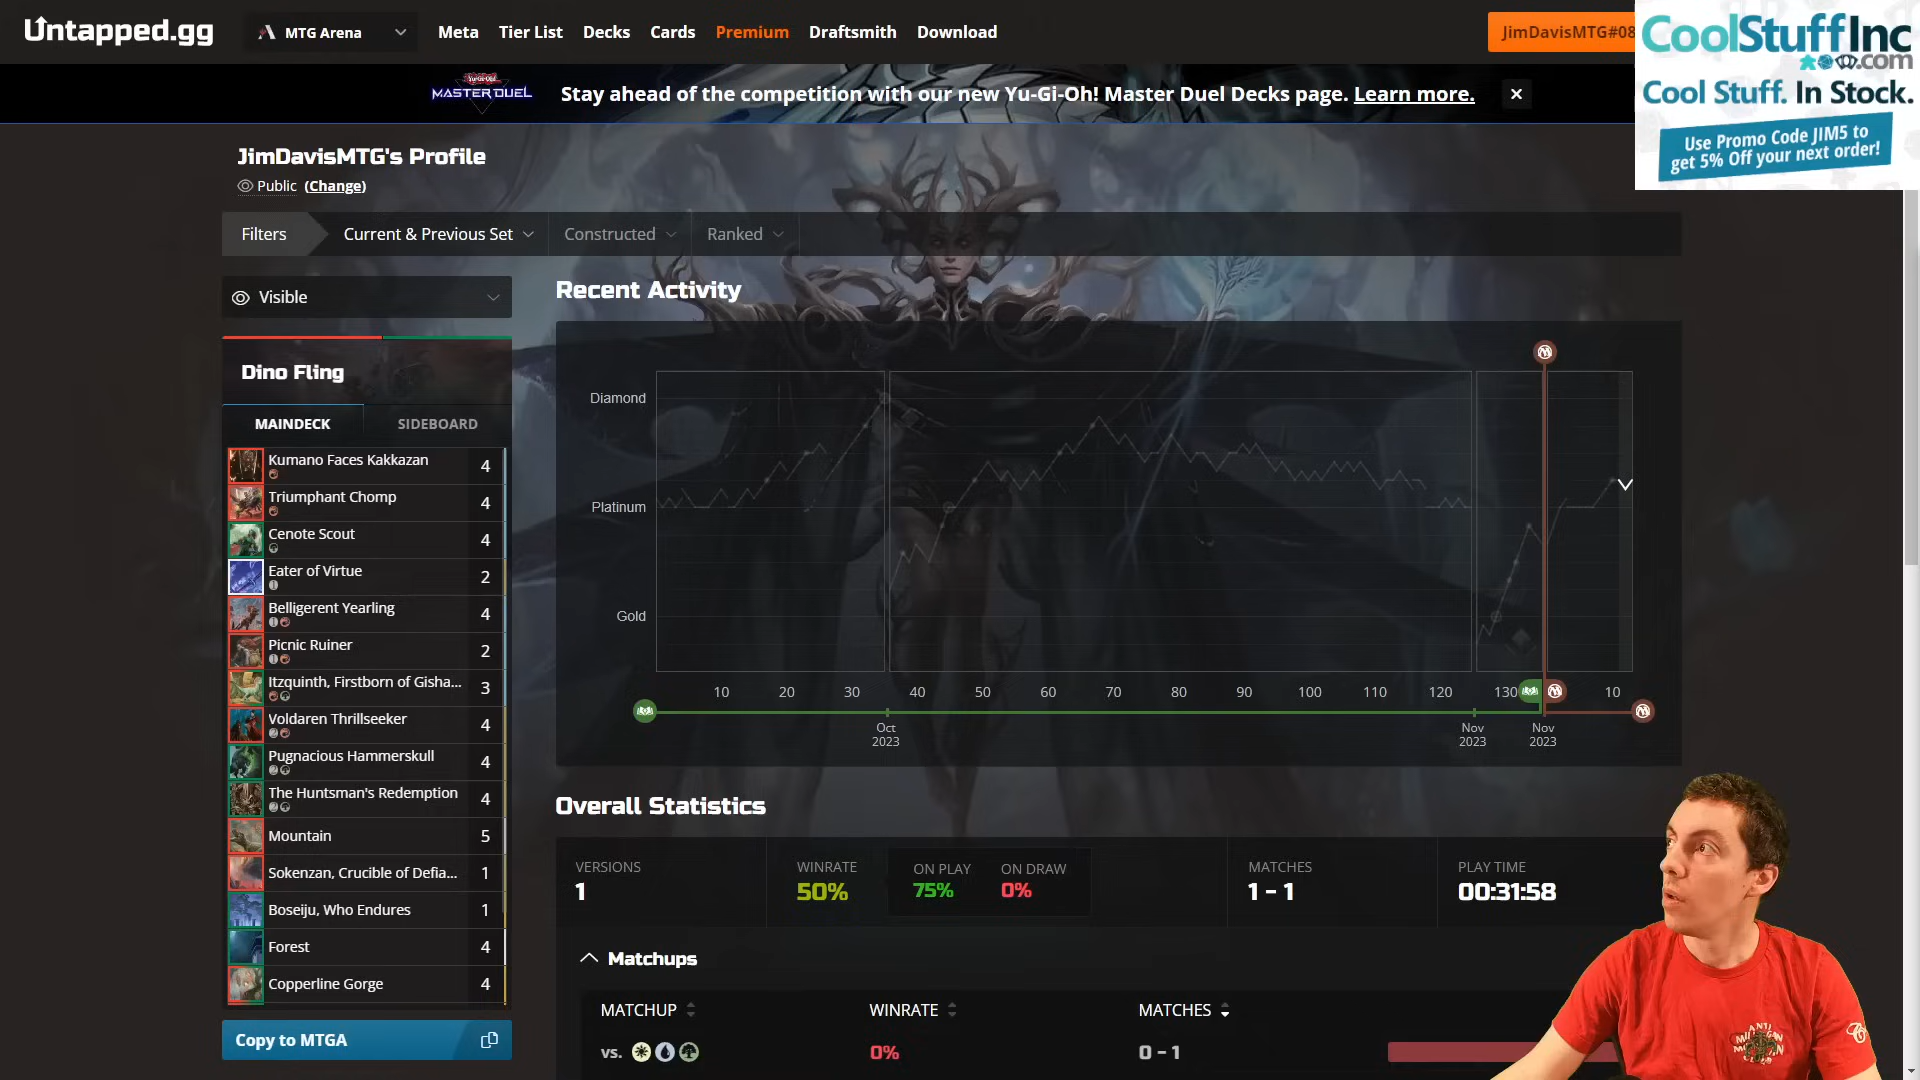 Untapped.gg
MTG Arena
Meta
Tier List
Decks
Cards
Premium
Draftsmith
Download
JimDavisMTG#08
CoolStuffInc
.com
Cool Stuff. In Stock.
Use Promo Code JIM5 to
get 5% Off your next order!
Yu-Gi-Oh!
MASTER DUEL
Stay ahead of the competition with our new Yu-Gi-Oh! Master Duel Decks page. Learn more.
JimDavisMTG's Profile
Public (Change)
Filters
Current & Previous Set
Constructed
Ranked
Visible
Dino Fling
MAINDECK
SIDEBOARD
Kumano Faces Kakkazan 4
Triumphant Chomp 4
Cenote Scout 4
Eater of Virtue 2
Belligerent Yearling 4
Picnic Ruiner 2
Itzquinth, Firstborn of Gisha... 3
Voldaren Thrillseeker 4
Pugnacious Hammerskull 4
The Huntsman's Redemption 4
Mountain 5
Sokenzan, Crucible of Defia... 1
Boseiju, Who Endures 1
Forest 4
Copperline Gorge 4
Copy to MTGA
Recent Activity
Diamond
Platinum
Gold
10 20 30 40 50 60 70 80 90 100 110 120 130 10
Oct
2023
Nov
2023
Nov
2023
Overall Statistics
VERSIONS
1
WINRATE
50%
ON PLAY
75%
ON DRAW
0%
MATCHES
1 - 1
PLAY TIME
00:31:58
Matchups
MATCHUP
WINRATE
MATCHES
vs.
0%
0 - 1